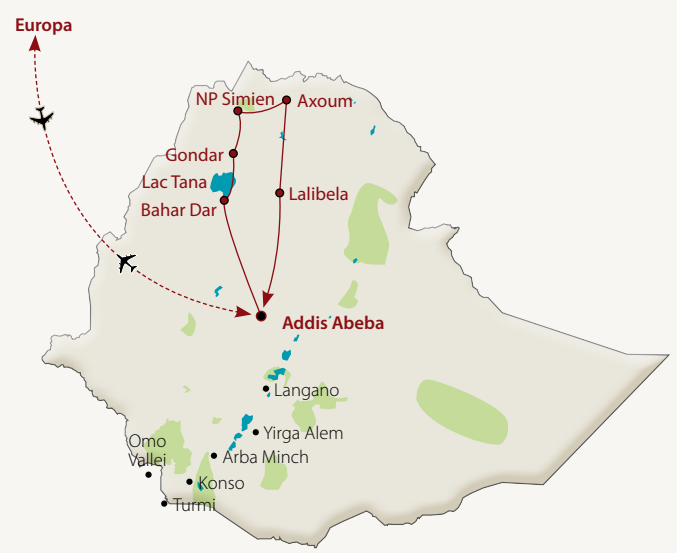 Europa
NP Simien
Axoum
Gondar
Lac Tana
Lalibela
Bahar Dar
Addis Abeba
Langano
Yirga Alem
Omo
Vallei
Arba Minch
Konso
Turmi